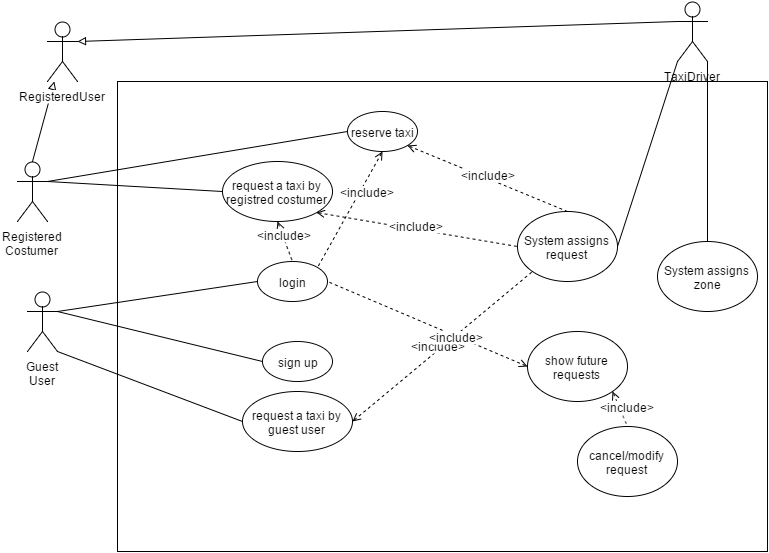 TaxiDriver
RegisteredUser
reserve taxi
<include>
request a taxi by
registred costumer
<include>
<include>
<include>
Registered
Costumer
System assigns
request
System assigns
zone
login
Guest
User
<include>
<include>
sign up
show future
requests
request a taxi by
guest user
<include>
cancel/modify
request